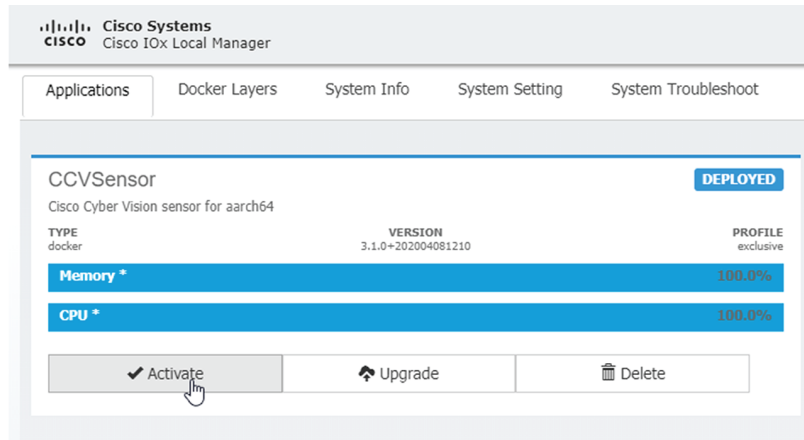 Cisco Systems
CISCO Cisco IOx Local Manager
Applications Docker Layers System Info System Setting System Troubleshoot
CCVSensor DEPLOYED
Cisco Cyber Vision sensor for aarch64
TYPE VERSION PROFILE
docker 3.1.0+202004081210 exclusive
Memory * 100.0%
CPU * 100.0%
Activate Upgrade Delete